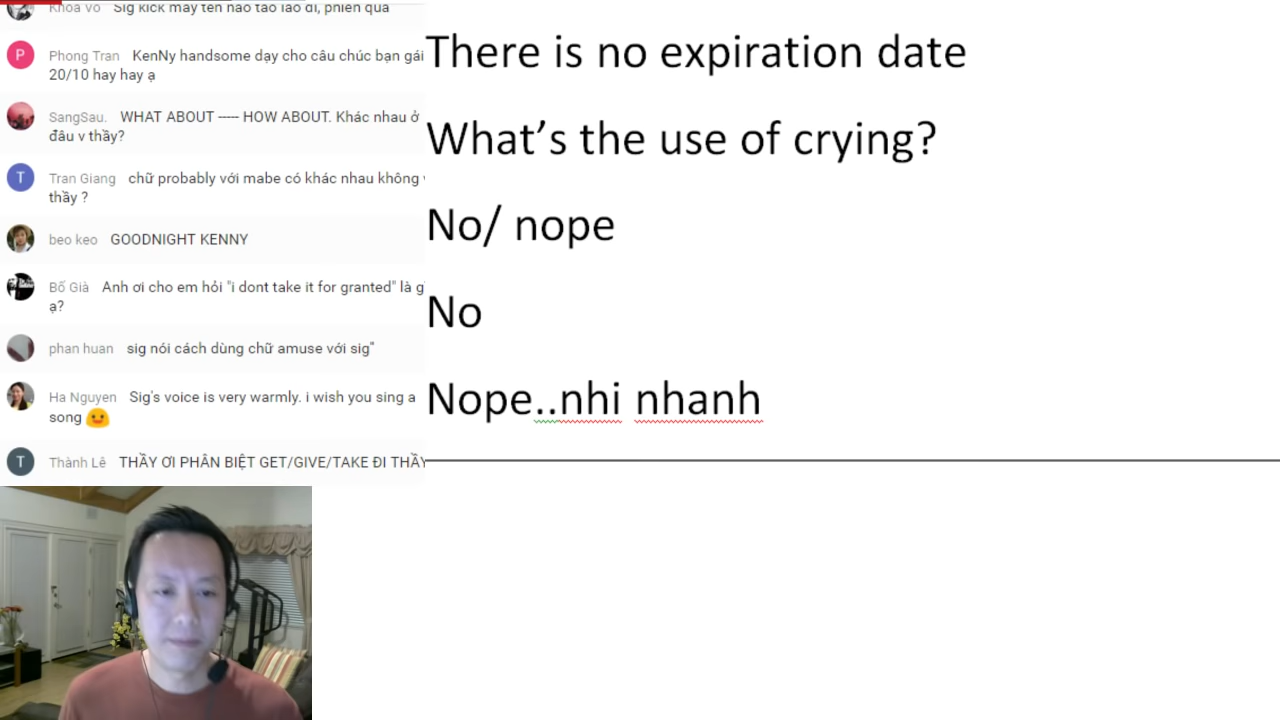 Khoa Vo Sig kick mấy tên nào tào lao đi, phiền quá
P Phong Tran KenNy handsome dạy cho câu chúc bạn gái
20/10 hay hay ạ
SangSau. WHAT ABOUT ----- HOW ABOUT. Khác nhau ở
đâu v thầy?
T Tran Giang chữ probably với mabe có khác nhau không
thầy ?
beo keo GOODNIGHT KENNY
Bố Già Anh ơi cho em hỏi "i dont take it for granted" là
ạ?
phan huan sig nói cách dùng chữ amuse với sig"
Ha Nguyen Sig's voice is very warmly. i wish you sing a
song
T Thành Lê THẦY ƠI PHÂN BIỆT GET/GIVE/TAKE ĐI THẦY
There is no expiration date
What's the use of crying?
No/ nope
No
Nope..nhi nhanh